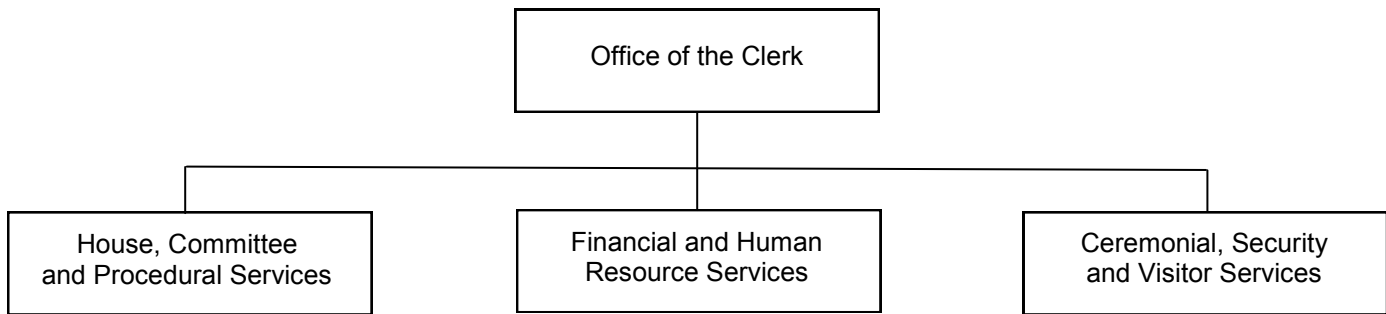 Office of the Clerk
House, Committee
and Procedural Services
Financial and Human
Resource Services
Ceremonial, Security
and Visitor Services